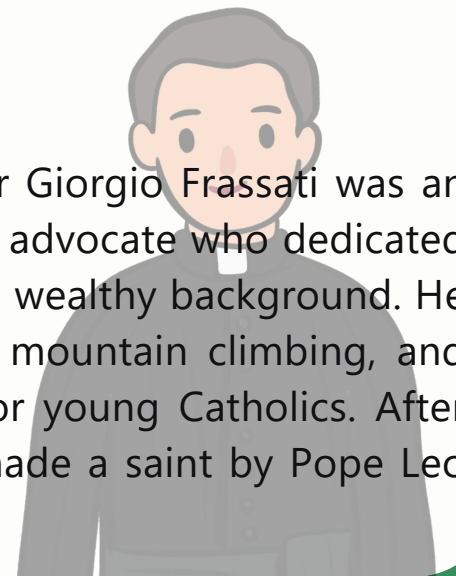 r Giorgio Frassati was an
advocate who dedicated
wealthy background. He
mountain climbing, and
or young Catholics. After
made a saint by Pope Leo